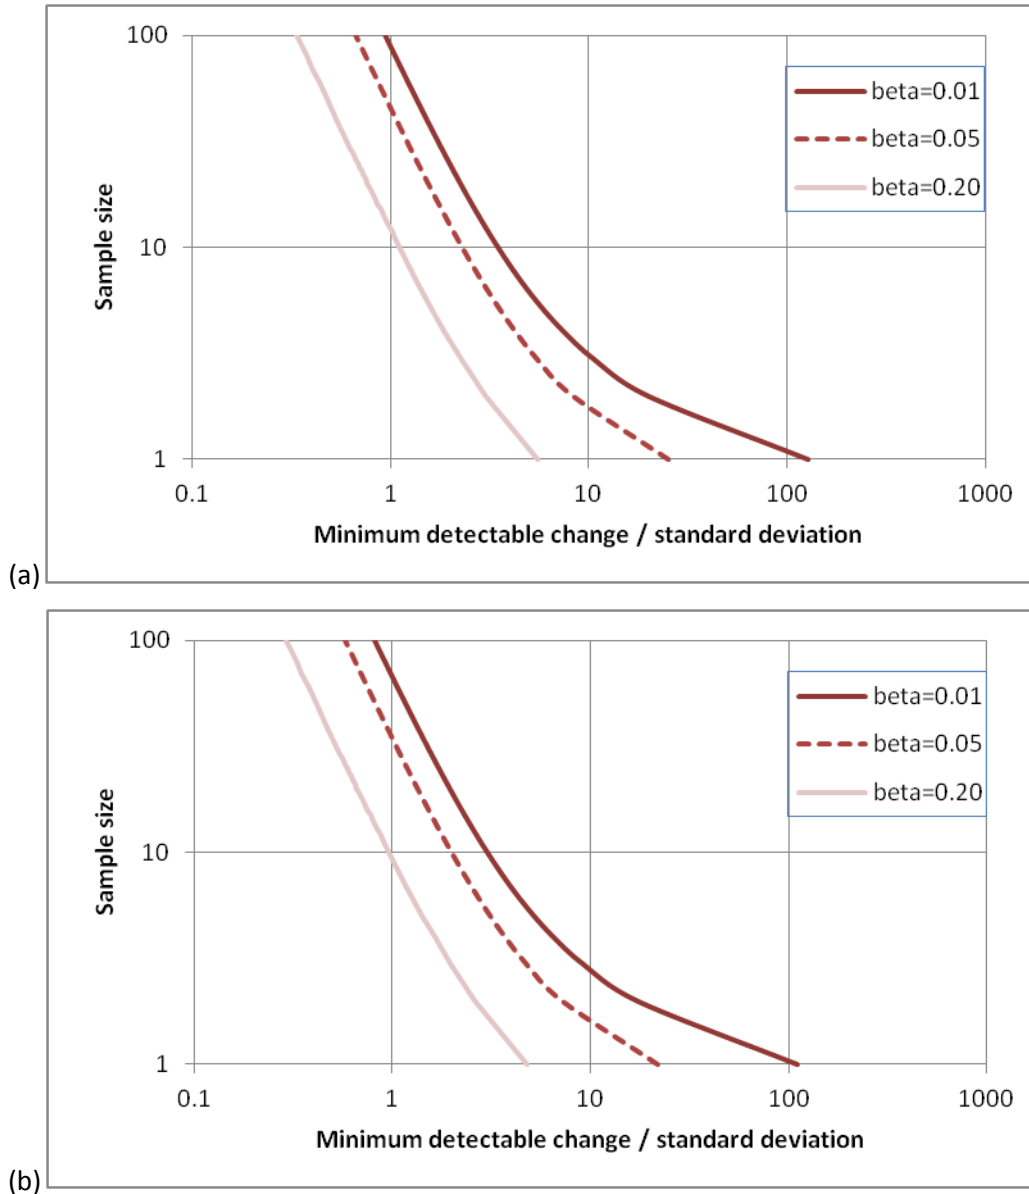 100
10
1
Sample size
0.1 1 10 100 1000
Minimum detectable change / standard deviation
beta=0.01
beta=0.05
beta=0.20
(a)
100
10
1
Sample size
0.1 1 10 100 1000
Minimum detectable change / standard deviation
beta=0.01
beta=0.05
beta=0.20
(b)